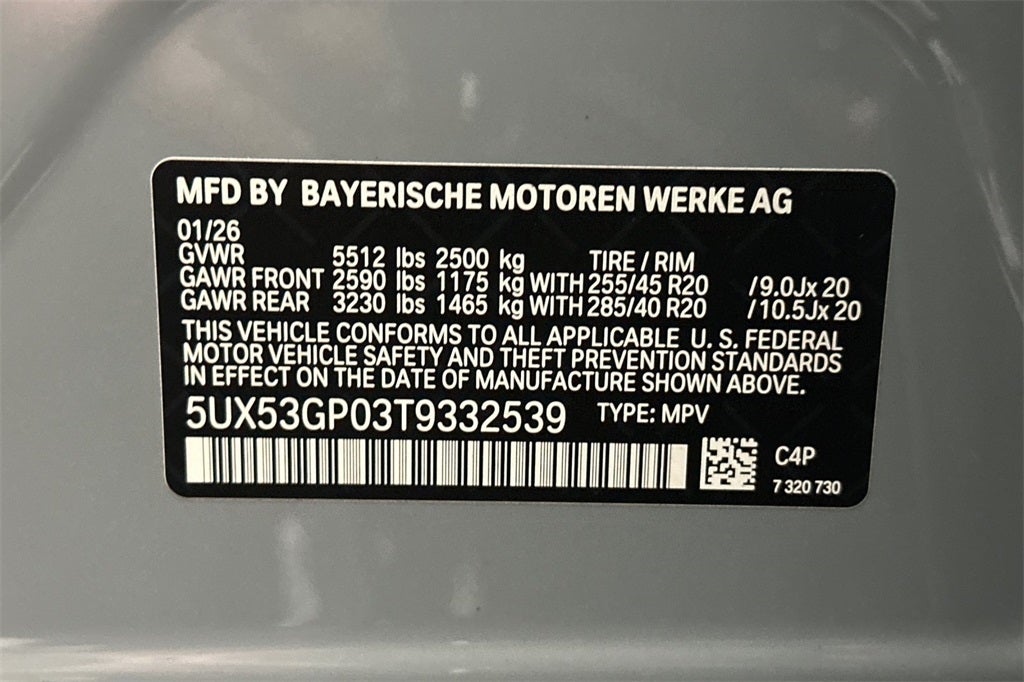 MFD BY BAYERISCHE MOTOREN WERKE AG
01/26
GVWR 5512 lbs 2500 kg TIRE / RIM
GAWR FRONT 2590 lbs 1175 kg WITH 255/45 R20 /9.0Jx 20
GAWR REAR 3230 lbs 1465 kg WITH 285/40 R20 /10.5Jx 20
THIS VEHICLE CONFORMS TO ALL APPLICABLE U. S. FEDERAL
MOTOR VEHICLE SAFETY AND THEFT PREVENTION STANDARDS
IN EFFECT ON THE DATE OF MANUFACTURE SHOWN ABOVE.
5UX53GP03T9332539 TYPE: MPV
C4P
7 320 730